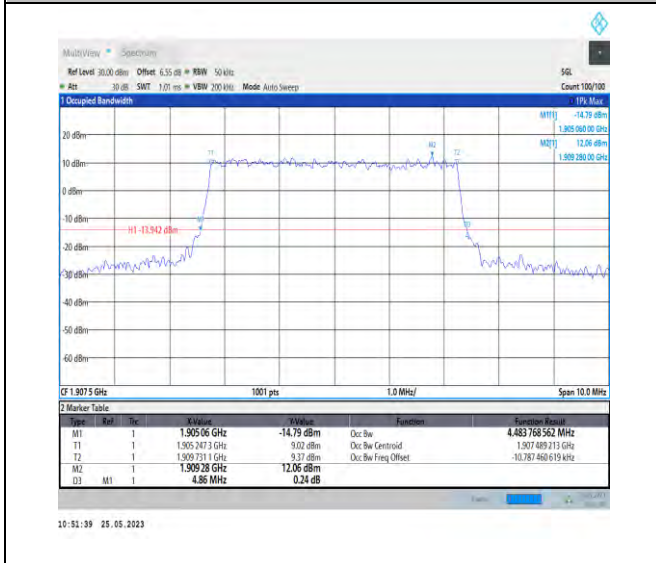 MultiView Spectrum
Ref Level 30.00 dBm Offset 6.55 dB RBW 50 kHz SGL
Att 30 dB SWT 1.01 ms VBW 200 kHz Mode Auto Sweep Count 100/100
1 Occupied Bandwidth 1Pk Max
M1[1] -14.79 dBm
1.905 060 00 GHz
M2[1] 12.06 dBm
1.909 280 00 GHz
20 dBm
M2
T1 T2
10 dBm
0 dBm
-10 dBm
H1 -13.942 dBm
-20 dBm
-30 dBm
-40 dBm
-50 dBm
-60 dBm
CF 1.907 5 GHz 1001 pts 1.0 MHz/ Span 10.0 MHz
2 Marker Table
Type Ref Trc X-Value Y-Value Function Function Result
M1 1 1.905 06 GHz -14.79 dBm Occ Bw 4.483 768 562 MHz
T1 1 1.905 247 3 GHz 9.02 dBm Occ Bw Centroid 1.907 489 213 GHz
T2 1 1.909 731 1 GHz 9.37 dBm Occ Bw Freq Offset -10.787 460 619 kHz
M2 1 1.909 28 GHz 12.06 dBm
D3 M1 1 4.86 MHz 0.24 dB
10:51:39 25.05.2023